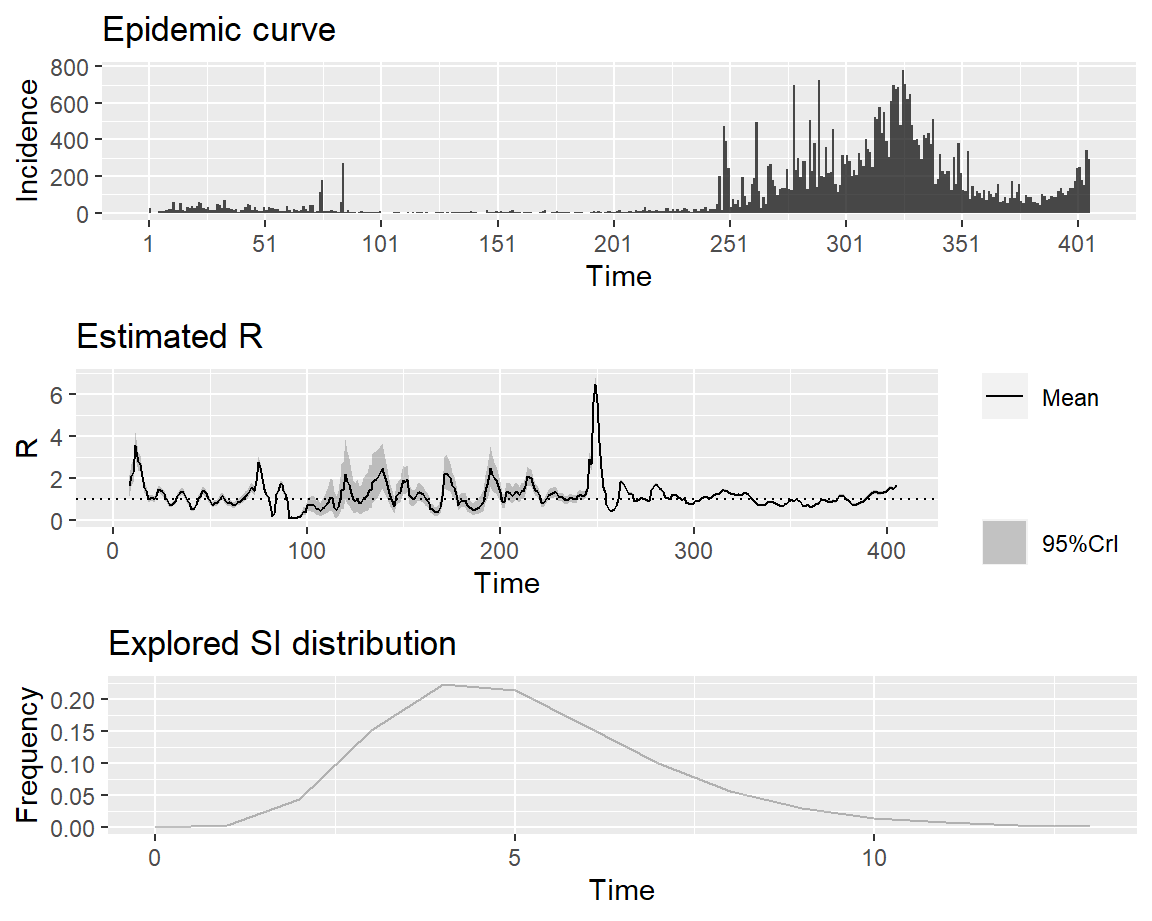 Epidemic curve
800
600
400
200
0
Incidence
1 51 101 151 201 251 301 351 401
Time
Estimated R
6
4
2
0
R
0 100 200 300 400
Time
Mean
95%CrI
Explored SI distribution
0.20
0.15
0.10
0.05
0.00
Frequency
0 5 10
Time